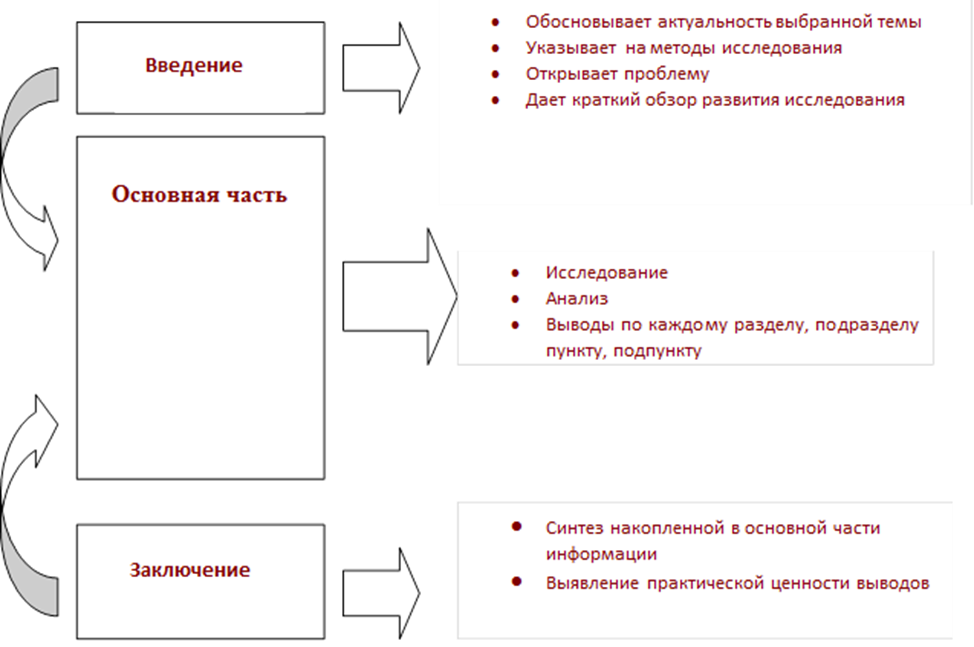 Введение
Обосновывает актуальность выбранной темы
Указывает на методы исследования
Открывает проблему
Дает краткий обзор развития исследования
Основная часть
Исследование
Анализ
Выводы по каждому разделу, подразделу
пункту, подпункту
Заключение
Синтез накопленной в основной части
информации
Выявление практической ценности выводов